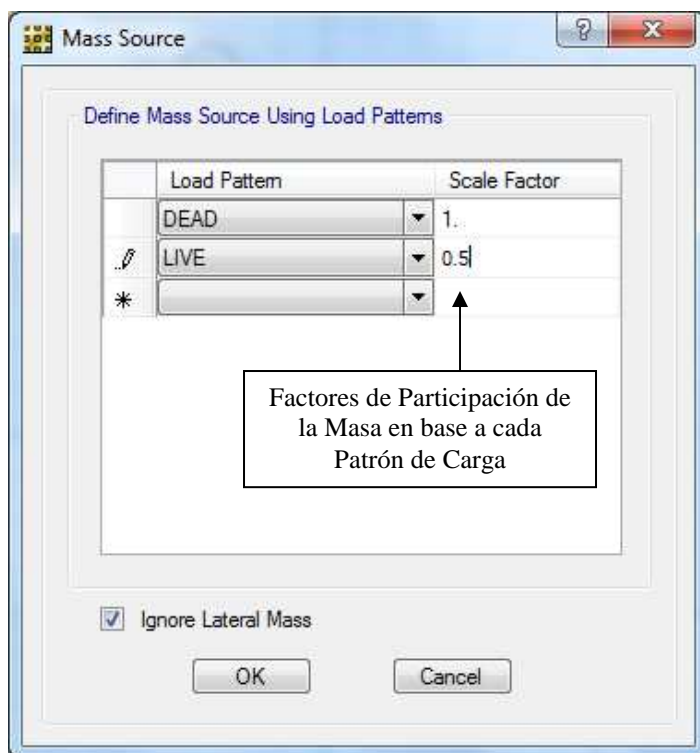 Mass Source
Define Mass Source Using Load Patterns
Load Pattern Scale Factor
DEAD 1.
LIVE 0.5
Factores de Participación de
la Masa en base a cada
Patrón de Carga
Ignore Lateral Mass
OK Cancel